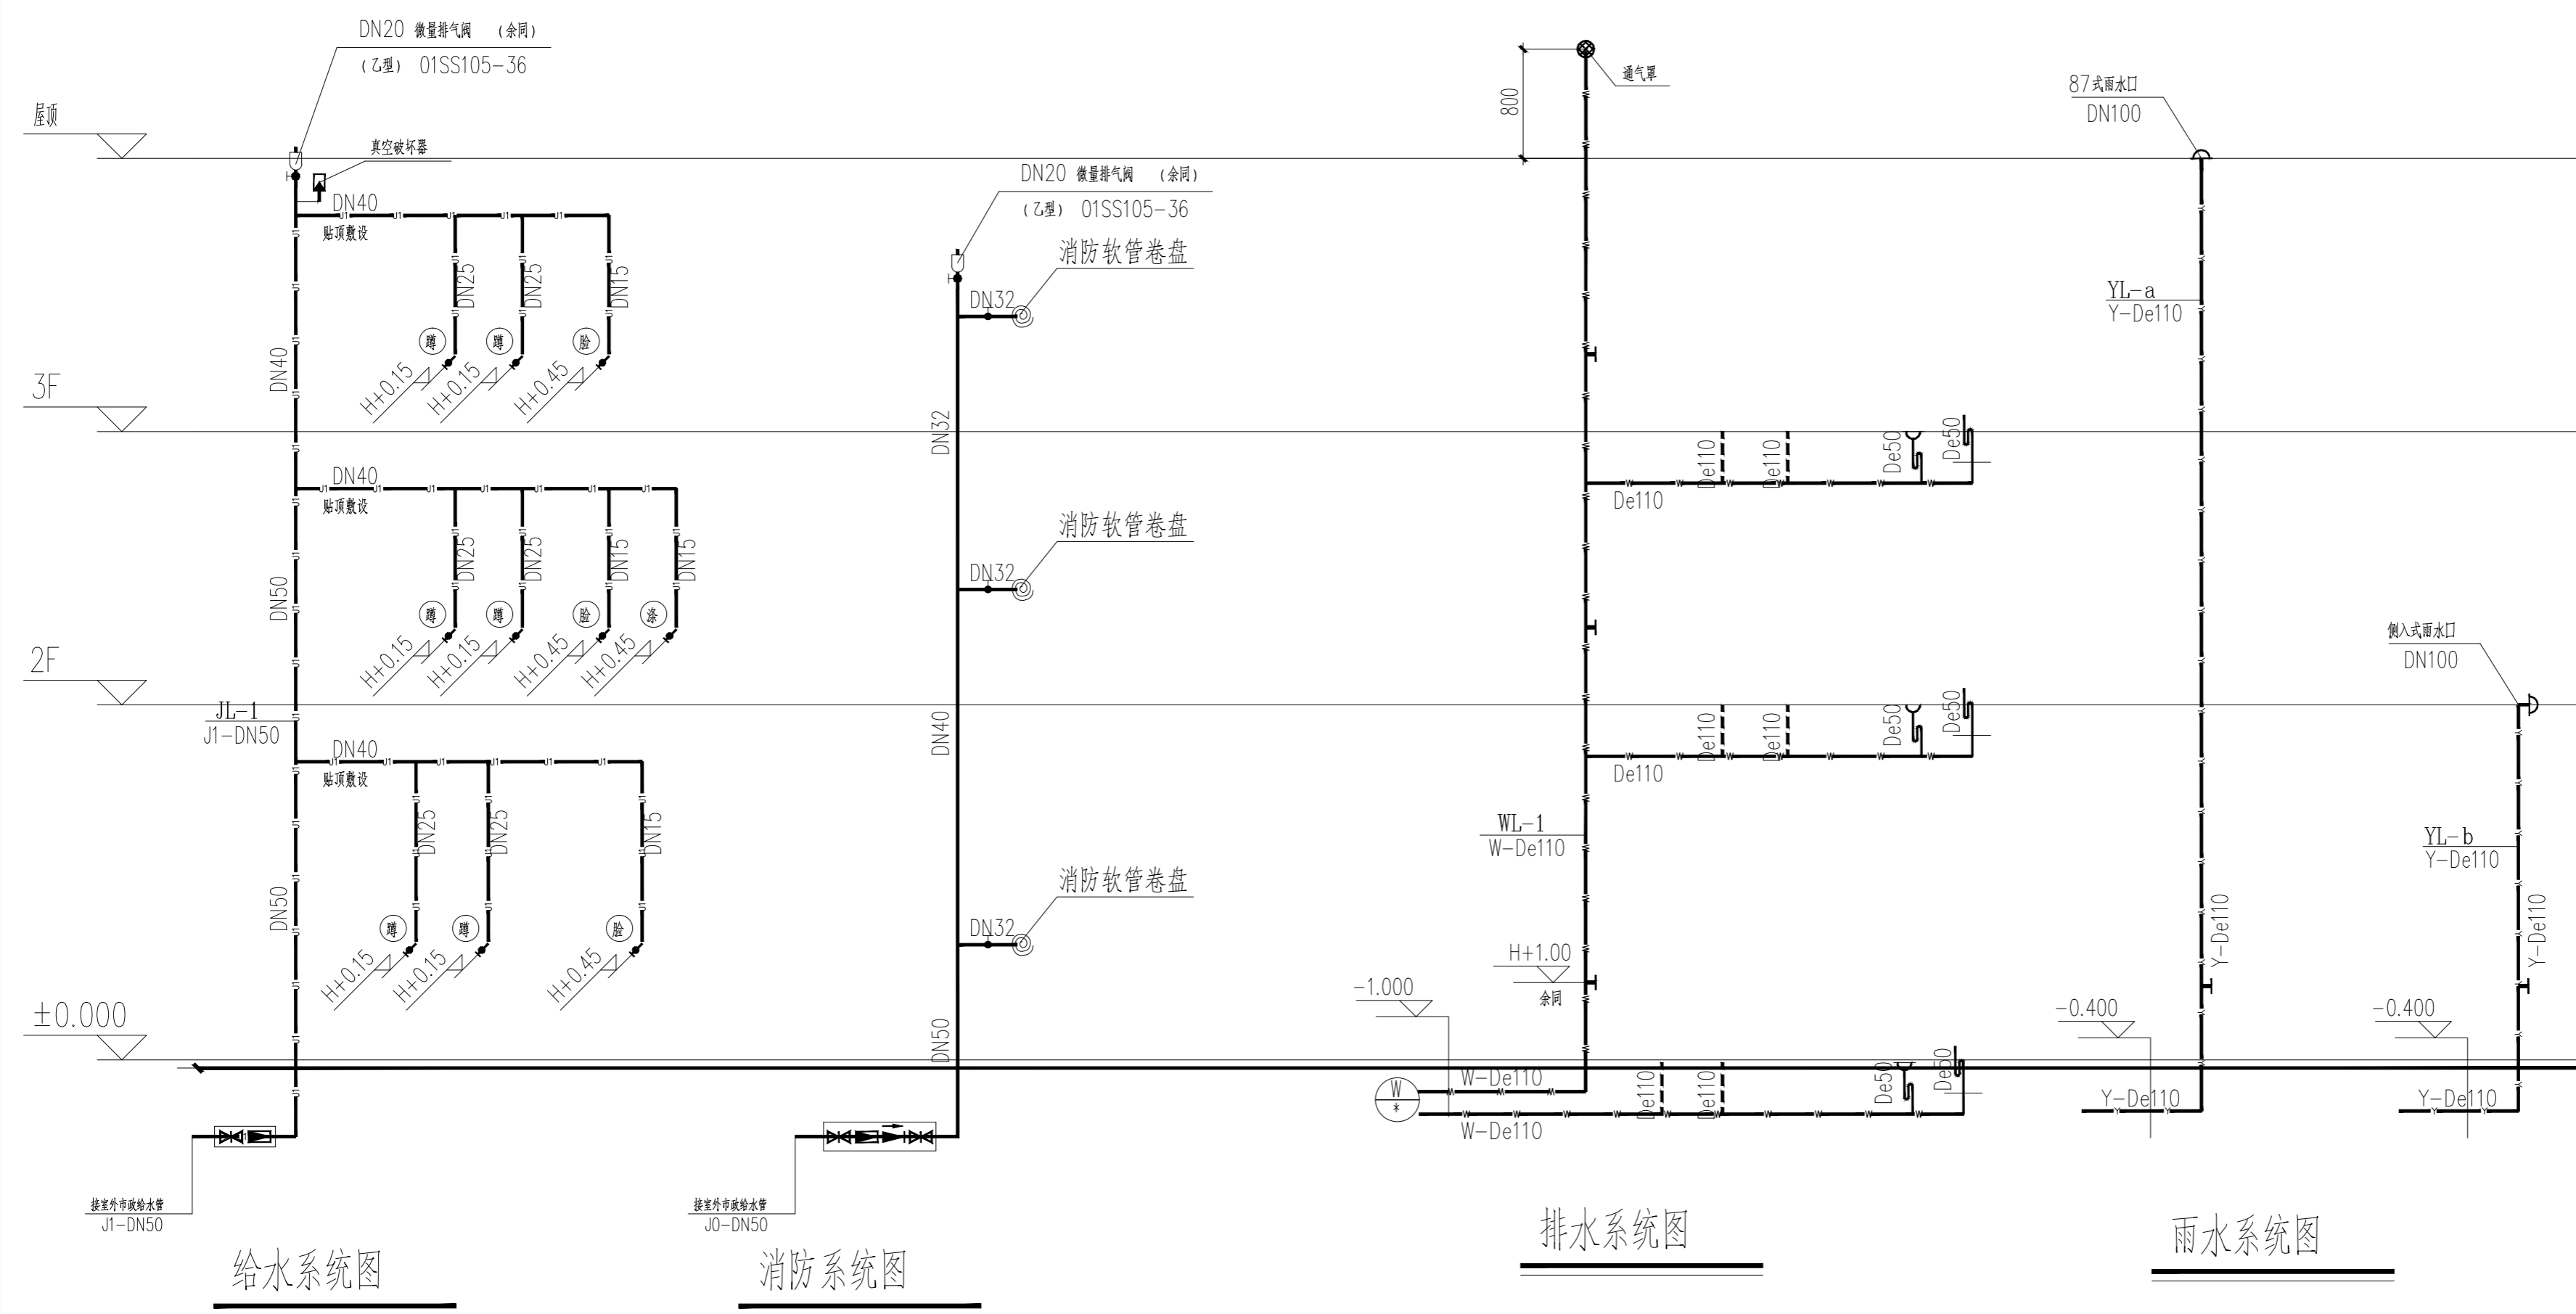 DN20 微量排气阀 (余同)
(乙型) 01SS105-36
屋顶
真空破坏器
DN40
贴顶敷设
DN25
DN25
DN15
蹲
蹲
脸
H+0.15
H+0.15
H+0.45
DN40
3F
DN40
贴顶敷设
DN25
DN25
DN15
DN15
DN50
蹲
蹲
脸
涤
H+0.15
H+0.15
H+0.45
H+0.45
2F
JL-1
J1-DN50
DN40
贴顶敷设
DN25
DN25
DN15
DN50
蹲
蹲
脸
H+0.15
H+0.15
H+0.45
±0.000
接室外市政给水管
J1-DN50
给水系统图
DN20 微量排气阀 (余同)
(乙型) 01SS105-36
消防软管卷盘
DN32
DN32
消防软管卷盘
DN32
DN40
消防软管卷盘
DN32
DN50
接室外市政给水管
J0-DN50
消防系统图
通气罩
800
De110
De110
De50
De50
De110
De110
De110
De50
De50
De110
WL-1
W-De110
H+1.00
余同
-1.000
W-De110
De110
De110
De50
De50
W
*
W-De110
排水系统图
87式雨水口
DN100
YL-a
Y-De110
Y-De110
-0.400
Y-De110
侧入式雨水口
DN100
YL-b
Y-De110
Y-De110
-0.400
Y-De110
雨水系统图